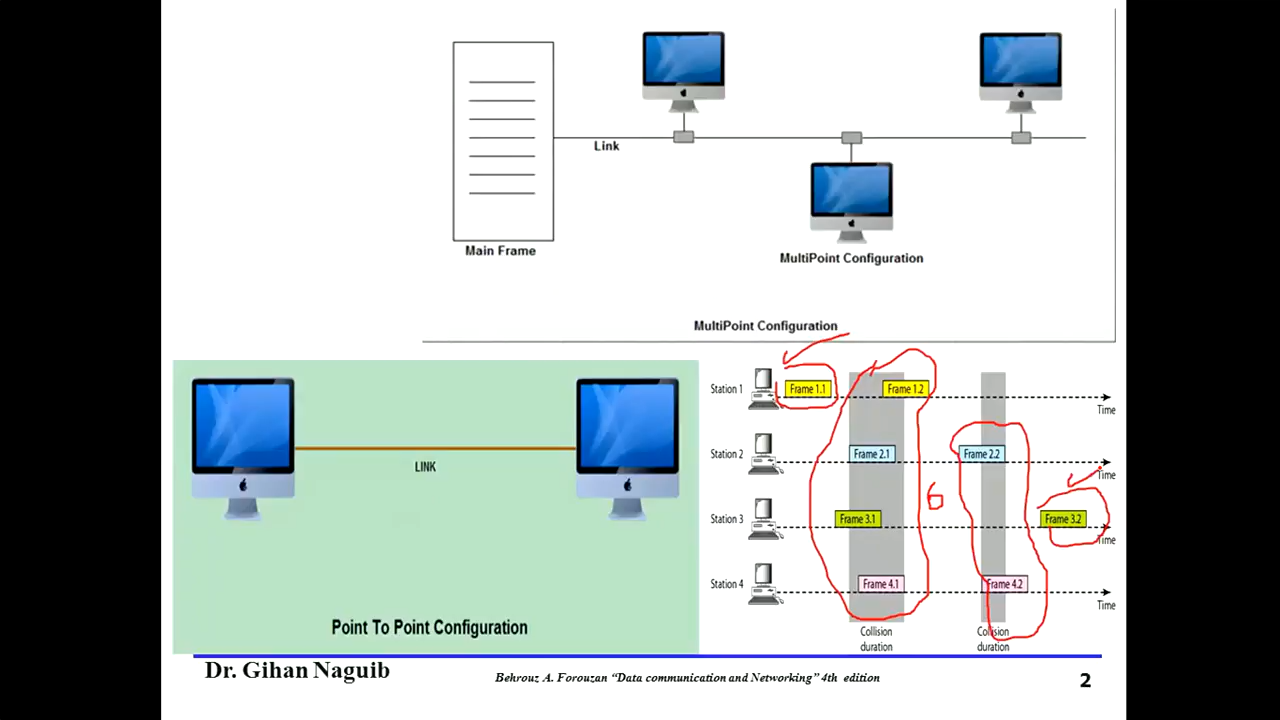 Link
Main Frame
MultiPoint Configuration
MultiPoint Configuration
LINK
Point To Point Configuration
Station 1
Frame 1.1
Frame 1.2
Time
Station 2
Frame 2.1
Frame 2.2
Time
6
Station 3
Frame 3.1
Frame 3.2
Time
Station 4
Frame 4.1
Frame 4.2
Time
Collision
duration
Collision
duration
Dr. Gihan Naguib
Behrouz A. Forouzan “Data communication and Networking” 4th edition
2